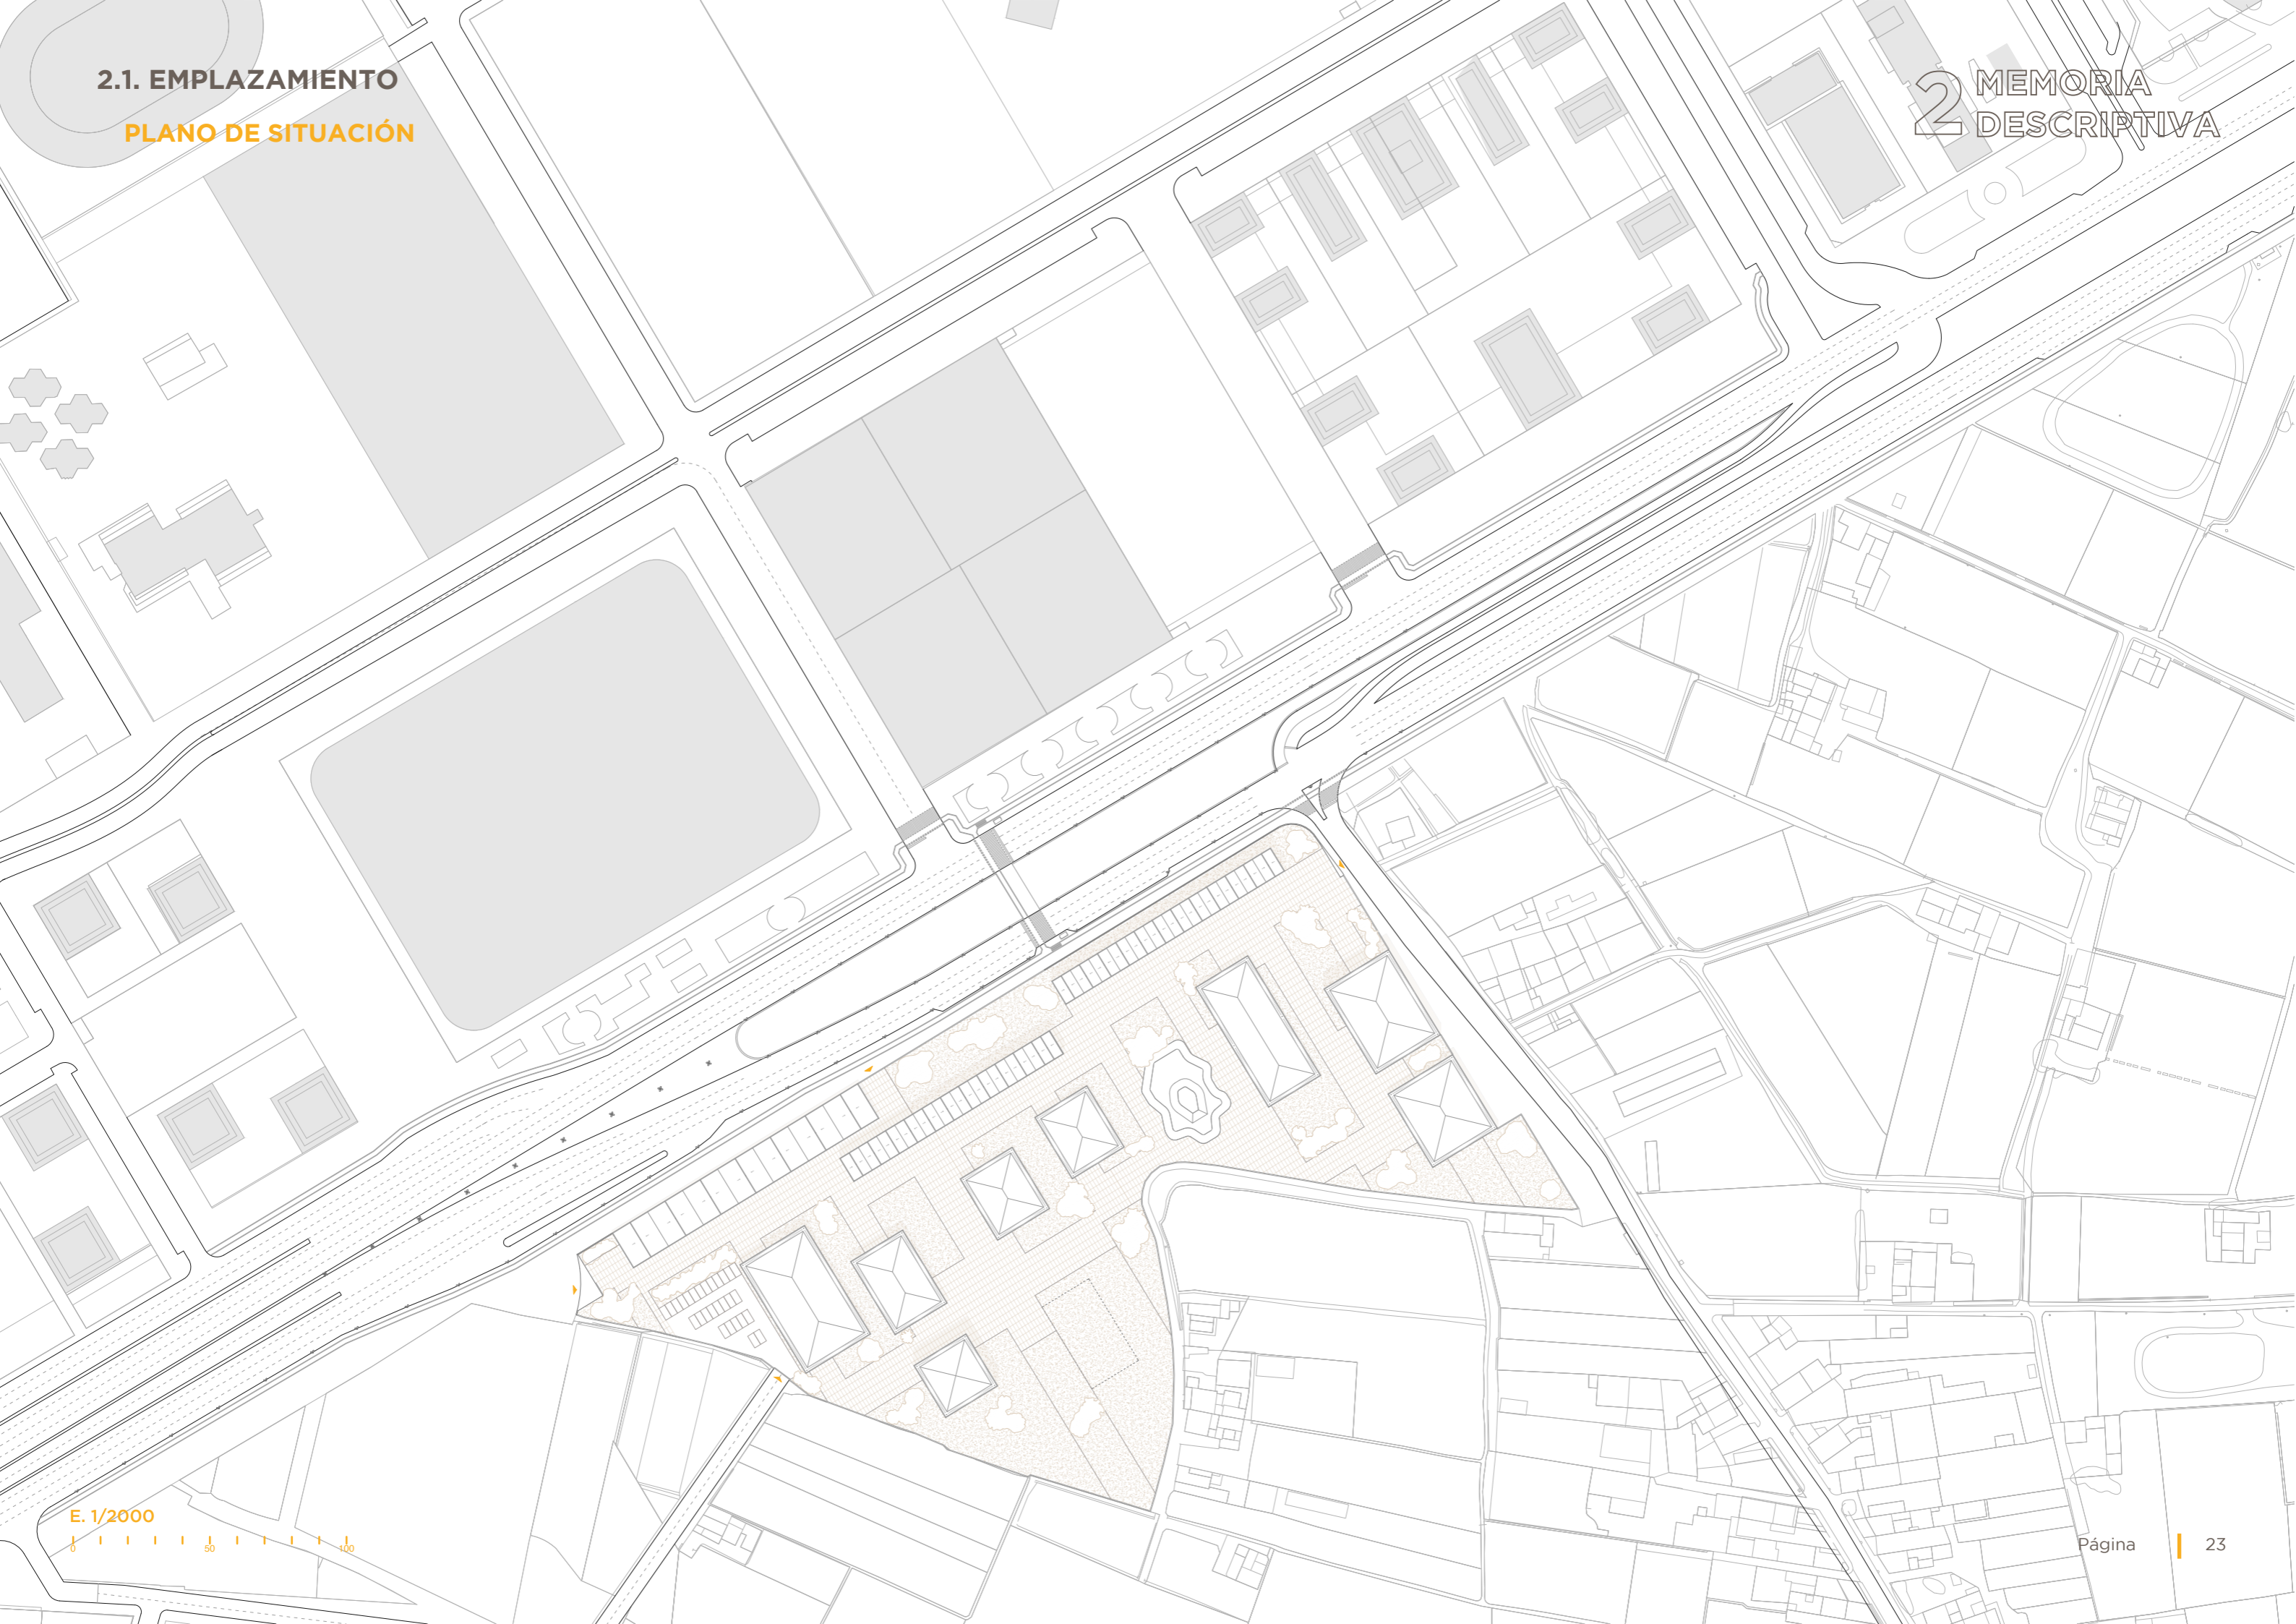 2.1. EMPLAZAMIENTO
PLANO DE SITUACIÓN
2 MEMORIA
DESCRIPTIVA
E. 1/2000
0 50 100
Página 23